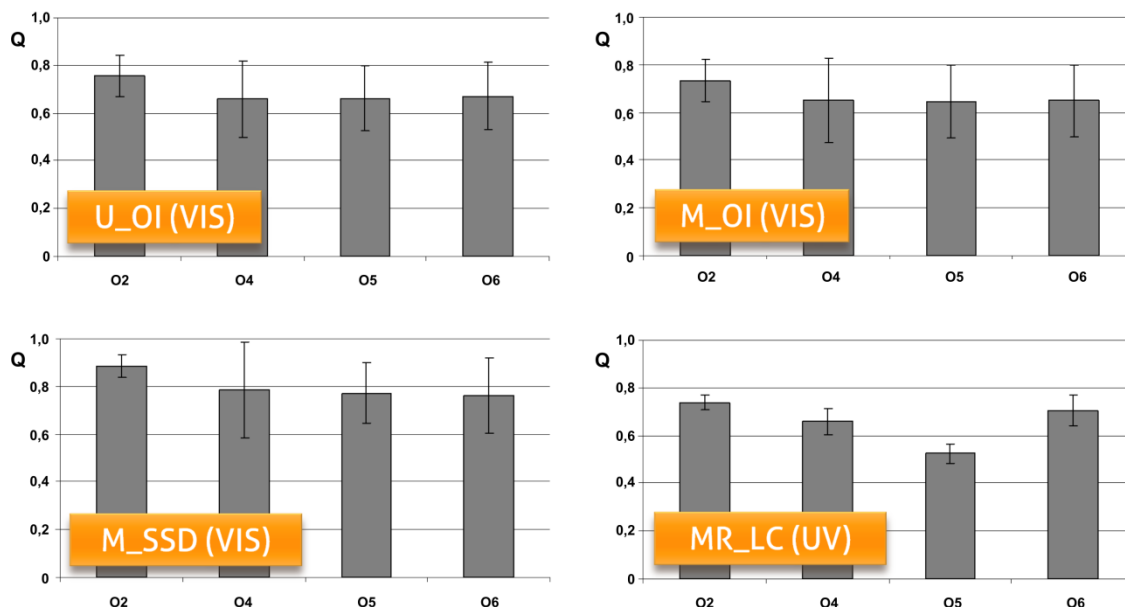 1,0
Q
0,8
0,6
0,4
0,2
0
U_OI (VIS)
O2 O4 O5 O6
1,0
Q
0,8
0,6
0,4
0,2
0
M_OI (VIS)
O2 O4 O5 O6
1,0
Q
0,8
0,6
0,4
0,2
0
M_SSD (VIS)
O2 O4 O5 O6
1,0
Q
0,8
0,6
0,4
0,2
0
MR_LC (UV)
O2 O4 O5 O6